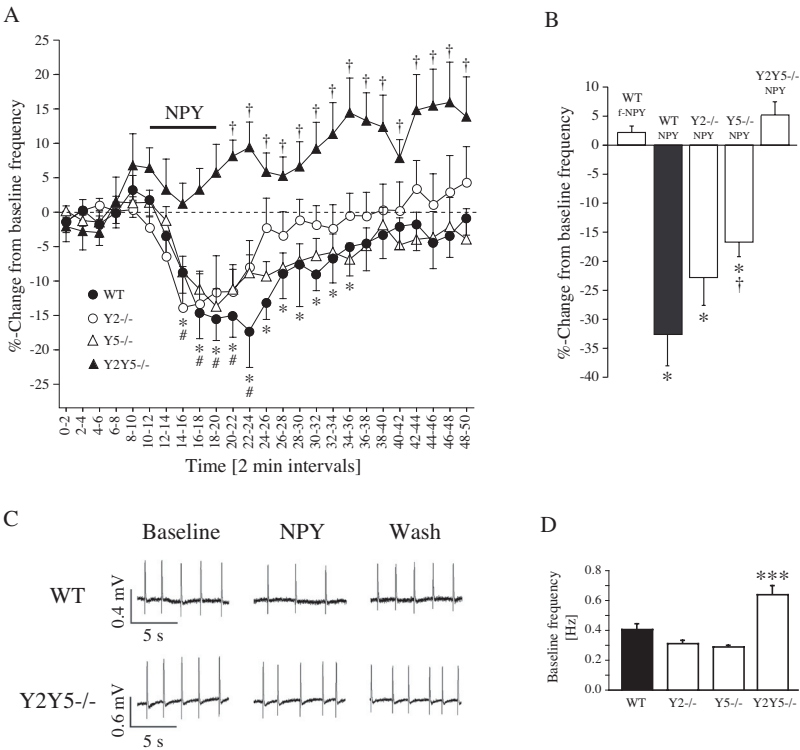 A
%-Change from baseline frequency
25
20
15
10
5
0
-5
-10
-15
-20
-25
NPY
† † † † † † † † † † † † † †
WT
Y2-/-
Y5-/-
Y2Y5-/-
* * * * * * * * * * *
# # # # #
0-2
2-4
4-6
6-8
8-10
10-12
12-14
14-16
16-18
18-20
20-22
22-24
24-26
26-28
28-30
30-32
32-34
34-36
36-38
38-40
40-42
42-44
44-46
46-48
48-50
Time [2 min intervals]
B
%-Change from baseline frequency
10
5
0
-5
-10
-15
-20
-25
-30
-35
-40
WT
f-NPY
WT
NPY
Y2-/-
NPY
Y5-/-
NPY
Y2Y5-/-
NPY
*
*
*
†
C
Baseline NPY Wash
WT
0.4 mV
5 s
Y2Y5-/-
0.6 mV
5 s
D
Baseline frequency
[Hz]
0.8
0.6
0.4
0.2
0.0
***
WT Y2-/- Y5-/- Y2Y5-/-